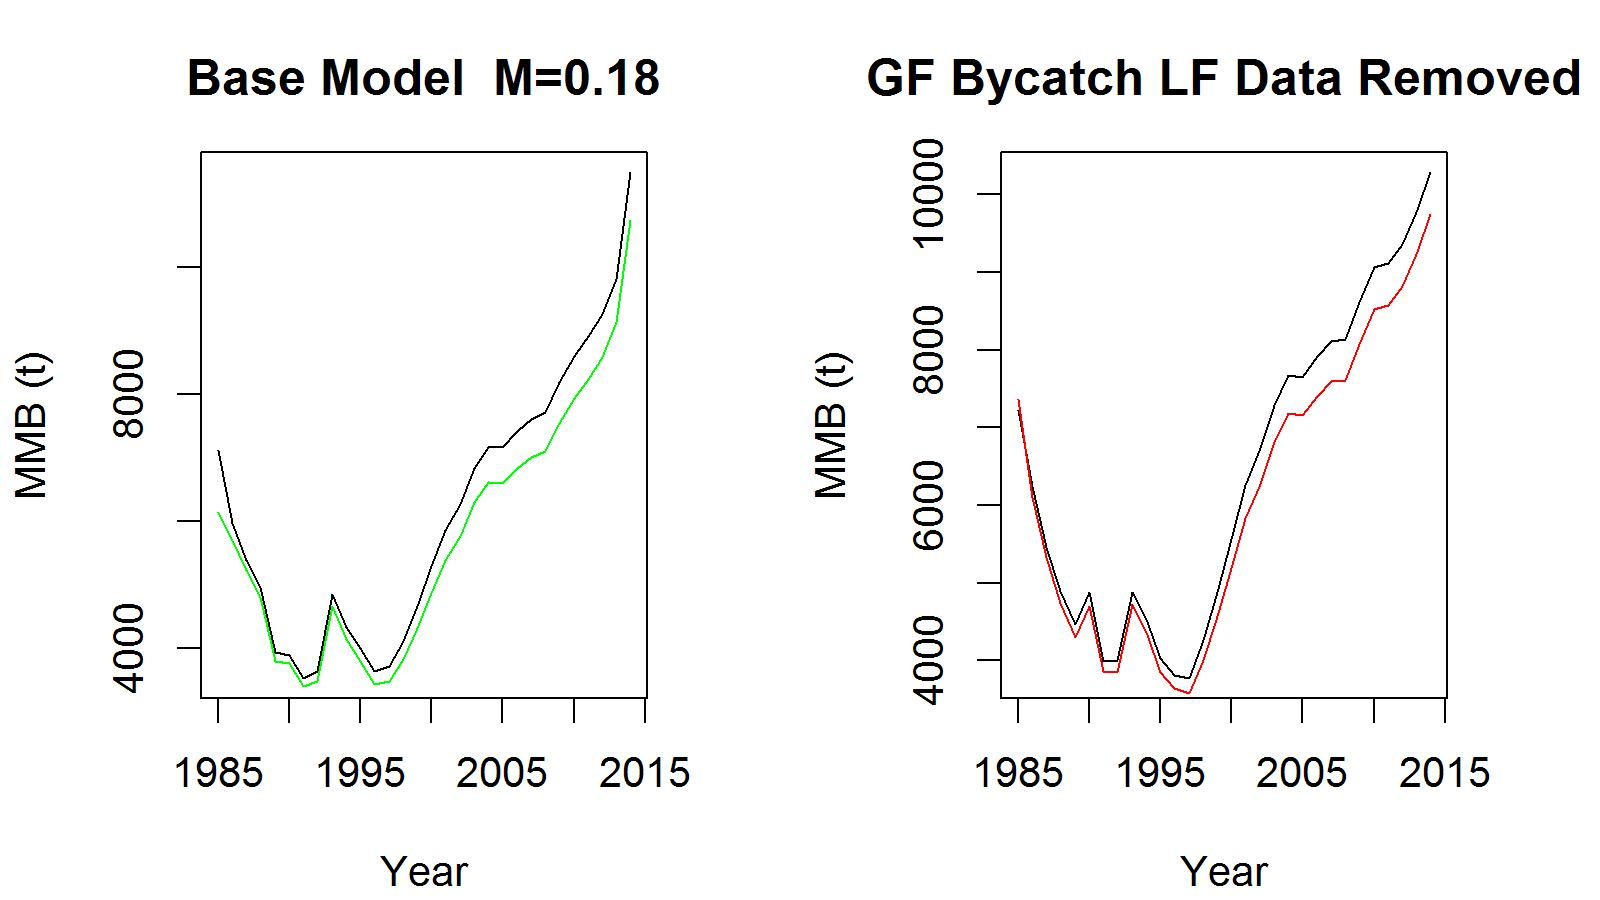 Base Model  M=0.18
MMB (t)
8000
4000
1985 1995 2005 2015
Year
GF Bycatch LF Data Removed
MMB (t)
10000
8000
6000
4000
1985 1995 2005 2015
Year